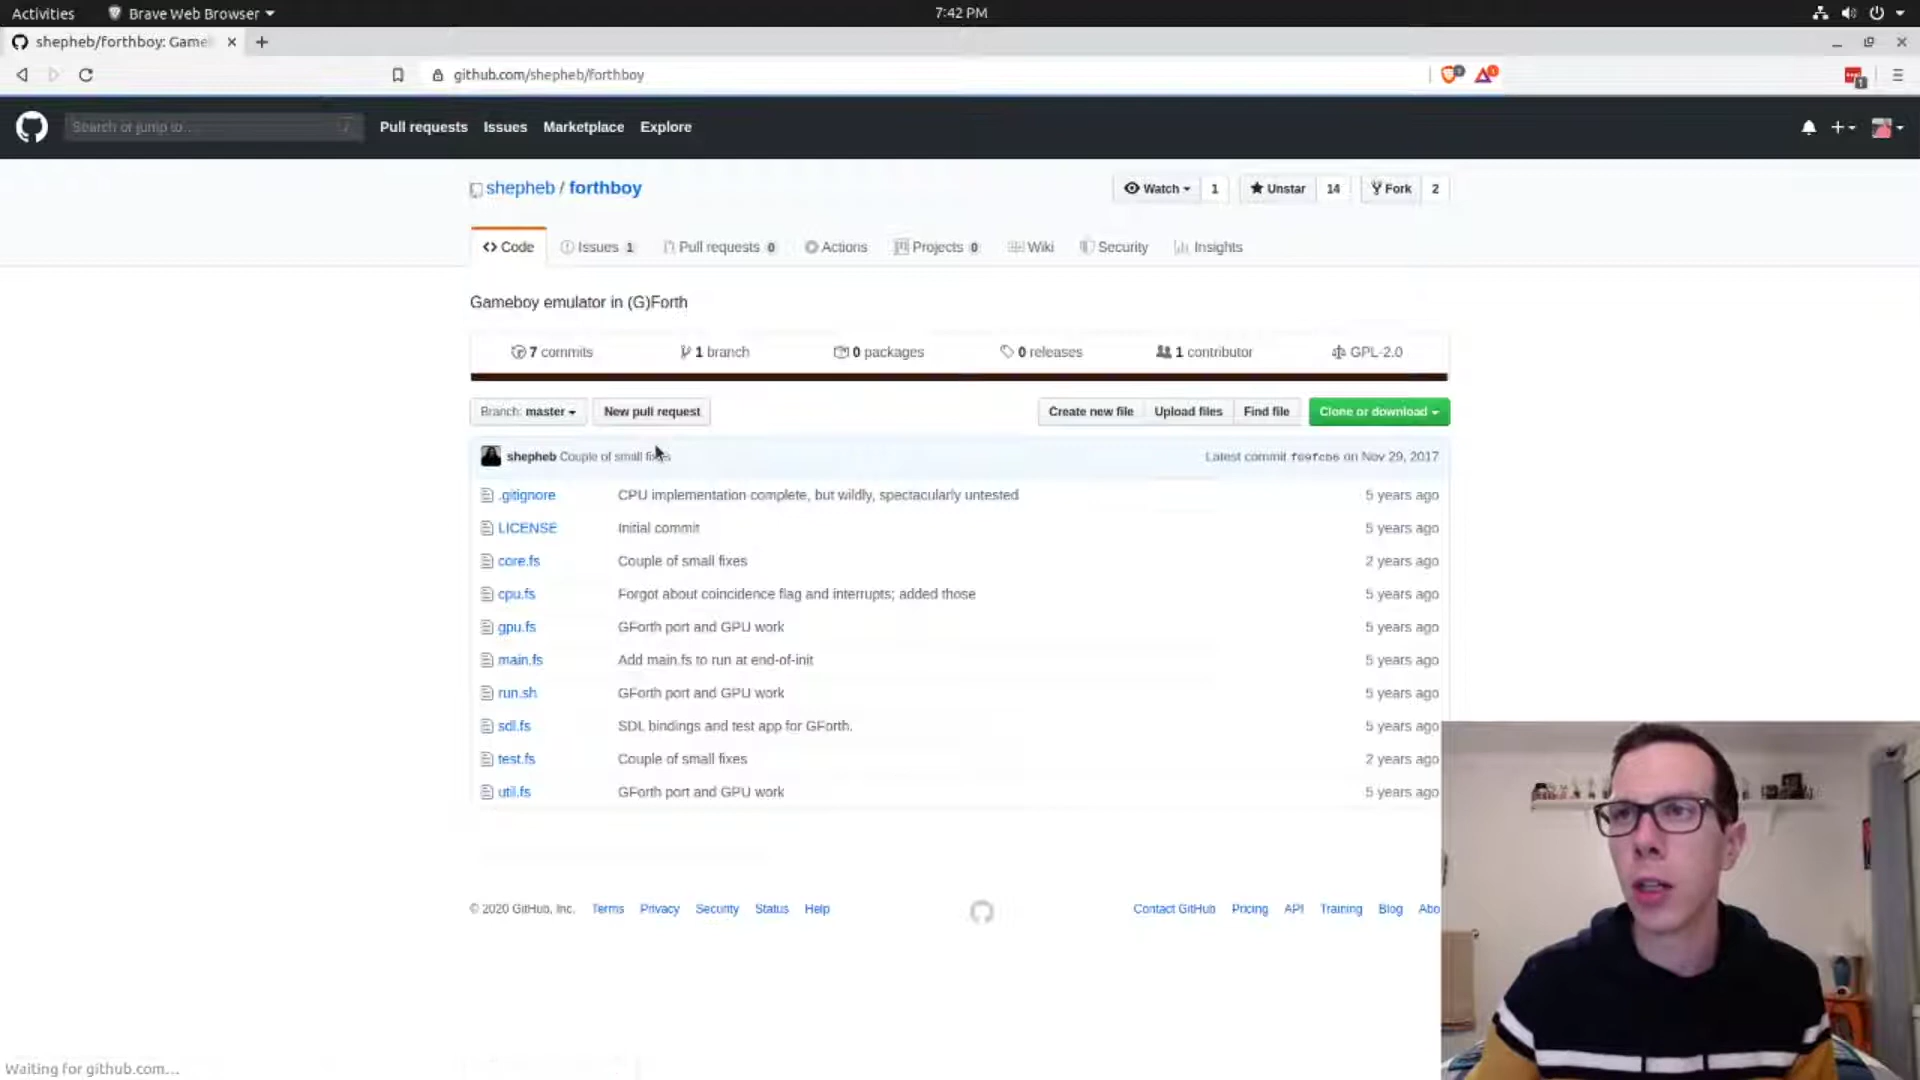 Activities Brave Web Browser 7:42 PM
shepheb/forthboy: Game
github.com/shepheb/forthboy
Search or jump to... / Pull requests Issues Marketplace Explore
shepheb / forthboy Watch 1 Unstar 14 Fork 2
Code Issues 1 Pull requests 0 Actions Projects 0 Wiki Security Insights
Gameboy emulator in (G)Forth
7 commits 1 branch 0 packages 0 releases 1 contributor GPL-2.0
Branch: master New pull request Create new file Upload files Find file Clone or download
shepheb Couple of small fixes Latest commit f09fcb6 on Nov 29, 2017
.gitignore CPU implementation complete, but wildly, spectacularly untested 5 years ago
LICENSE Initial commit 5 years ago
core.fs Couple of small fixes 2 years ago
cpu.fs Forgot about coincidence flag and interrupts; added those 5 years ago
gpu.fs GForth port and GPU work 5 years ago
main.fs Add main.fs to run at end-of-init 5 years ago
run.sh GForth port and GPU work 5 years ago
sdl.fs SDL bindings and test app for GForth. 5 years ago
test.fs Couple of small fixes 2 years ago
util.fs GForth port and GPU work 5 years ago
© 2020 GitHub, Inc. Terms Privacy Security Status Help Contact GitHub Pricing API Training Blog Abo
Waiting for github.com...